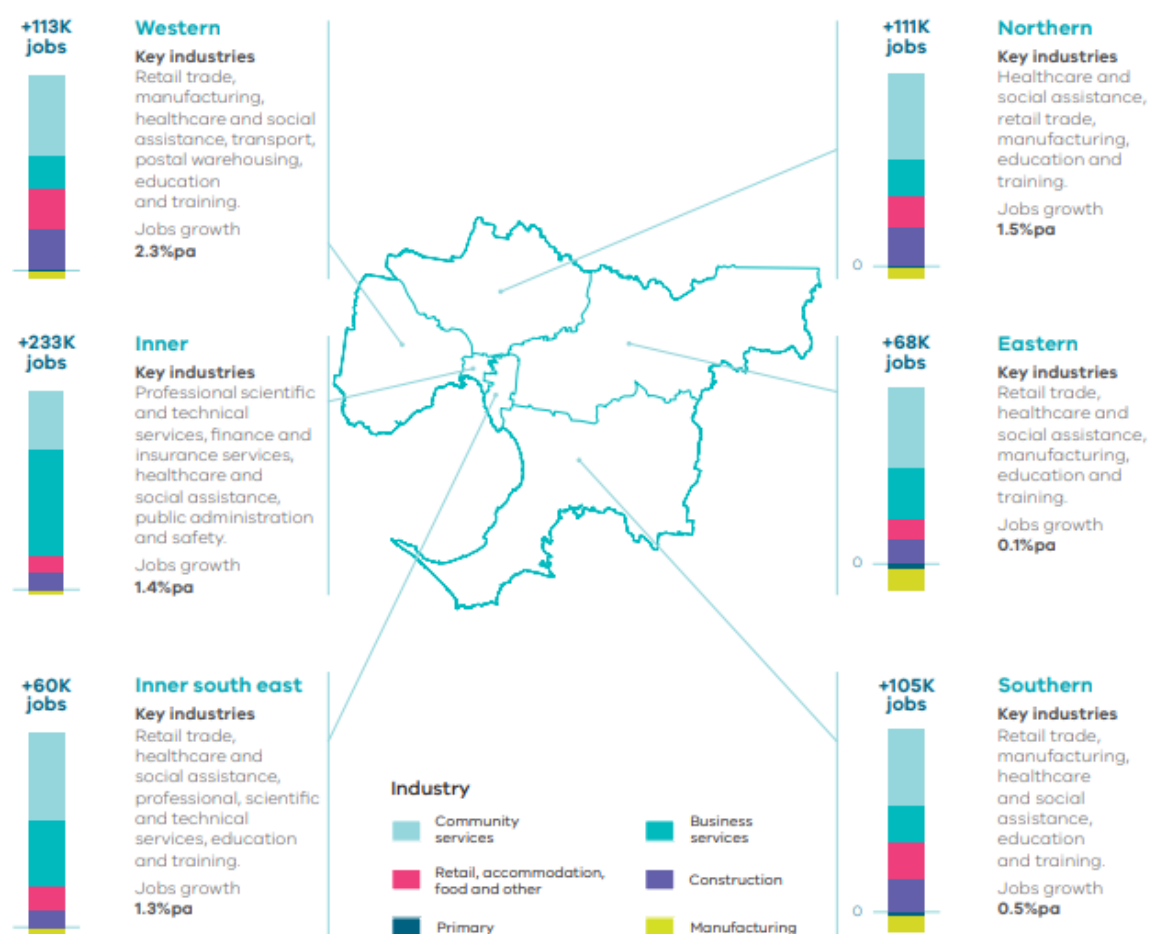 +113K
jobs
Western
Key industries
Retail trade,
manufacturing,
healthcare and social
assistance, transport,
postal warehousing,
education
and training.
Jobs growth
2.3%pa
+111K
jobs
Northern
Key industries
Healthcare and
social assistance,
retail trade,
manufacturing,
education and
training.
Jobs growth
1.5%pa
0
+233K
jobs
Inner
Key industries
Professional scientific
and technical
services, finance and
insurance services,
healthcare and
social assistance,
public administration
and safety.
Jobs growth
1.4%pa
+68K
jobs
Eastern
Key industries
Retail trade,
healthcare and
social assistance,
manufacturing,
education and
training.
Jobs growth
0.1%pa
0
+60K
jobs
Inner south east
Key industries
Retail trade,
healthcare and
social assistance,
professional, scientific
and technical
services, education
and training.
Jobs growth
1.3%pa
Industry
Community
services
Business
services
Retail, accommodation,
food and other
Construction
Primary
Manufacturing
+105K
jobs
Southern
Key industries
Retail trade,
manufacturing,
healthcare
and social
assistance,
education
and training.
Jobs growth
0.5%pa
0